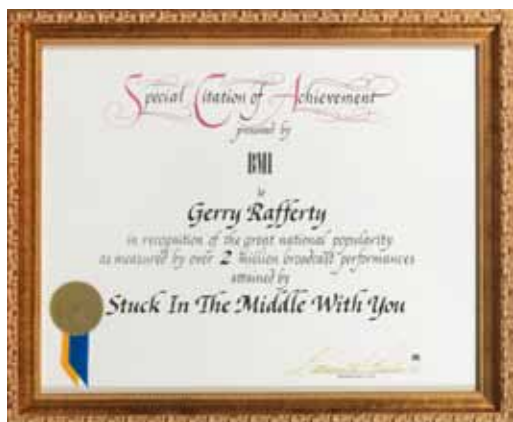 Special Citation of Achievement
presented by
BMI
to
Gerry Rafferty
in recognition of the great national popularity
as measured by over 2 million broadcast performances
attained by
Stuck In The Middle With You